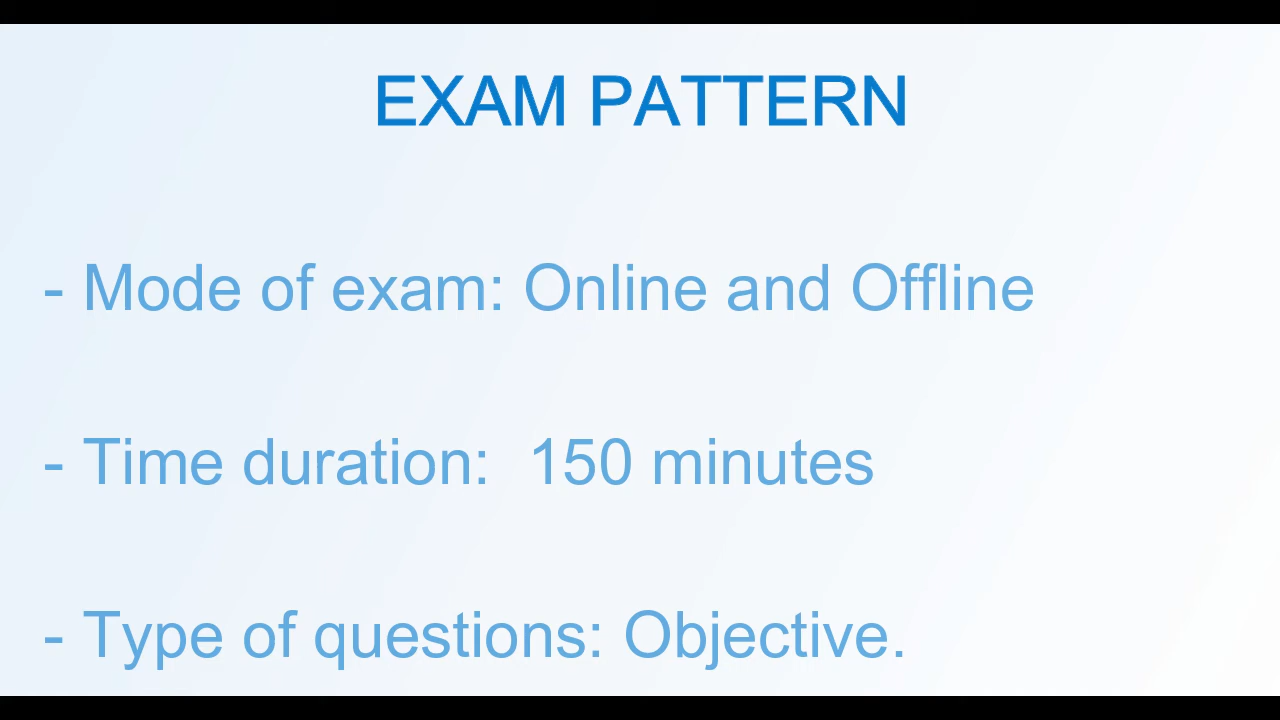 EXAM PATTERN
- Mode of exam: Online and Offline
- Time duration:  150 minutes
- Type of questions: Objective.